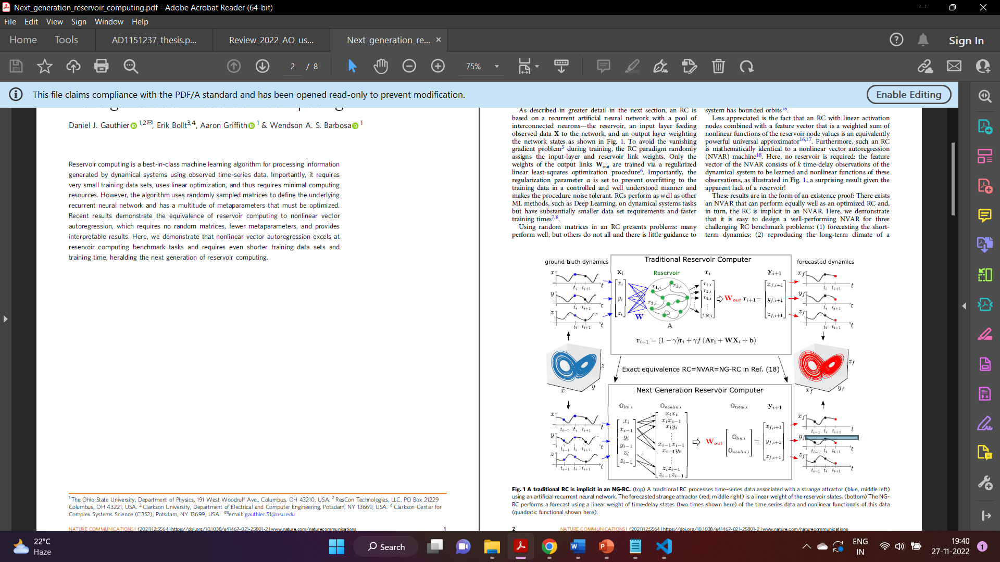 Next_generation_reservoir_computing.pdf - Adobe Acrobat Reader (64-bit)
File Edit View Sign Window Help
Home Tools AD1151237_thesis.p... Review_2022_AO_us... Next_generation_re... × Sign In
2 / 8 75%
This file claims compliance with the PDF/A standard and has been opened read-only to prevent modification. Enable Editing
Daniel J. Gauthier 1,2✉, Erik Bollt3,4, Aaron Griffith 1 & Wendson A. S. Barbosa 1
Reservoir computing is a best-in-class machine learning algorithm for processing information
generated by dynamical systems using observed time-series data. Importantly, it requires
very small training data sets, uses linear optimization, and thus requires minimal computing
resources. However, the algorithm uses randomly sampled matrices to define the underlying
recurrent neural network and has a multitude of metaparameters that must be optimized.
Recent results demonstrate the equivalence of reservoir computing to nonlinear vector
autoregression, which requires no random matrices, fewer metaparameters, and provides
interpretable results. Here, we demonstrate that nonlinear vector autoregression excels at
reservoir computing benchmark tasks and requires even shorter training data sets and
training time, heralding the next generation of reservoir computing.
1 The Ohio State University, Department of Physics, 191 West Woodruff Ave., Columbus, OH 43210, USA. 2 ResCon Technologies, LLC, PO Box 21229
Columbus, OH 43221, USA. 3 Clarkson University, Department of Electrical and Computer Engineering, Potsdam, NY 13669, USA. 4 Clarkson Center for
Complex Systems Science (C3S2), Potsdam, NY 13699, USA. ✉email: gauthier.51@osu.edu
NATURE COMMUNICATIONS | (2021)12:5564 | https://doi.org/10.1038/s41467-021-25801-2 | www.nature.com/naturecommunications 1
As described in greater detail in the next section, an RC is
based on a recurrent artificial neural network with a pool of
interconnected neurons—the reservoir, an input layer feeding
observed data X to the network, and an output layer weighting
the network states as shown in Fig. 1. To avoid the vanishing
gradient problem5 during training, the RC paradigm randomly
assigns the input-layer and reservoir link weights. Only the
weights of the output links Wout are trained via a regularized
linear least-squares optimization procedure6. Importantly, the
regularization parameter α is set to prevent overfitting to the
training data in a controlled and well understood manner and
makes the procedure noise tolerant. RCs perform as well as other
ML methods, such as Deep Learning, on dynamical systems tasks
but have substantially smaller data set requirements and faster
training times7,8.
Using random matrices in an RC presents problems: many
perform well, but others do not all and there is little guidance to
system has bounded orbits16.
Less appreciated is the fact that an RC with linear activation
nodes combined with a feature vector that is a weighted sum of
nonlinear functions of the reservoir node values is an equivalently
powerful universal approximator16,17. Furthermore, such an RC
is mathematically identical to a nonlinear vector autoregression
(NVAR) machine18. Here, no reservoir is required: the feature
vector of the NVAR consists of k time-delay observations of the
dynamical system to be learned and nonlinear functions of these
observations, as illustrated in Fig. 1, a surprising result given the
apparent lack of a reservoir!
These results are in the form of an existence proof: There exists
an NVAR that can perform equally well as an optimized RC and,
in turn, the RC is implicit in an NVAR. Here, we demonstrate
that it is easy to design a well-performing NVAR for three
challenging RC benchmark problems: (1) forecasting the short-
term dynamics; (2) reproducing the long-term climate of a
ground truth dynamics
Traditional Reservoir Computer
forecasted dynamics
Xi Reservoir ri yi+1
W A
Wout ri+1=
ri+1 = (1 − γ)ri + γf (Ari + WXi + b)
Exact equivalence RC=NVAR=NG-RC in Ref. (18)
Next Generation Reservoir Computer
𝕆lin,i 𝕆nonlin,i 𝕆total,i yi+1
Wout
Fig. 1 A traditional RC is implicit in an NG-RC. (top) A traditional RC processes time-series data associated with a strange attractor (blue, middle left)
using an artificial recurrent neural network. The forecasted strange attractor (red, middle right) is a linear weight of the reservoir states. (bottom) The NG-
RC performs a forecast using a linear weight of time-delay states (two times shown here) of the time series data and nonlinear functionals of this data
(quadratic functional shown here).
2 NATURE COMMUNICATIONS | (2021)12:5564 | https://doi.org/10.1038/s41467-021-25801-2 | www.nature.com/naturecommunications
22°C
Haze
Search
ENG
IN
19:40
27-11-2022
1